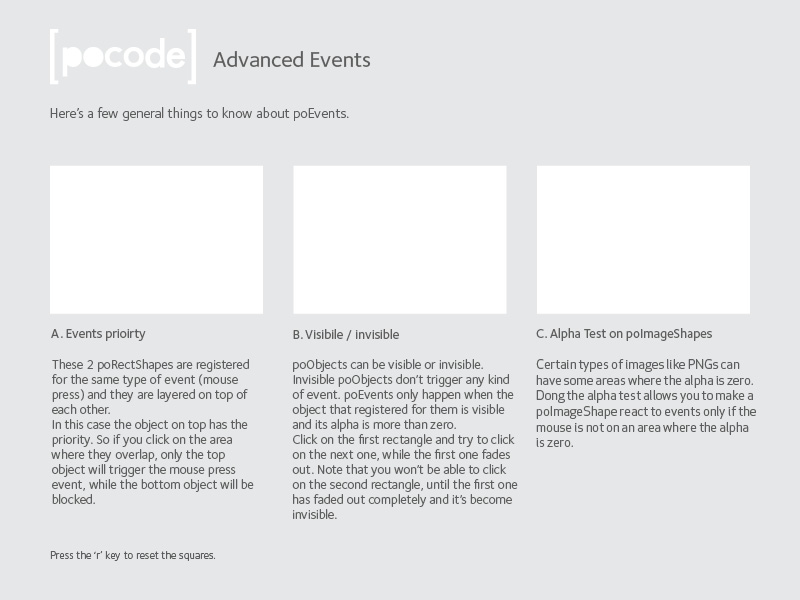 [pocode] Advanced Events
Here's a few general things to know about poEvents.
A. Events prioirty
These 2 poRectShapes are registered
for the same type of event (mouse
press) and they are layered on top of
each other.
In this case the object on top has the
priority. So if you click on the area
where they overlap, only the top
object will trigger the mouse press
event, while the bottom object will be
blocked.
B. Visibile / invisible
poObjects can be visible or invisible.
Invisible poObjects don't trigger any kind
of event. poEvents only happen when the
object that registered for them is visible
and its alpha is more than zero.
Click on the first rectangle and try to click
on the next one, while the first one fades
out. Note that you won't be able to click
on the second rectangle, until the first one
has faded out completely and it's become
invisible.
C. Alpha Test on poImageShapes
Certain types of images like PNGs can
have some areas where the alpha is zero.
Dong the alpha test allows you to make a
poImageShape react to events only if the
mouse is not on an area where the alpha
is zero.
Press the 'r' key to reset the squares.